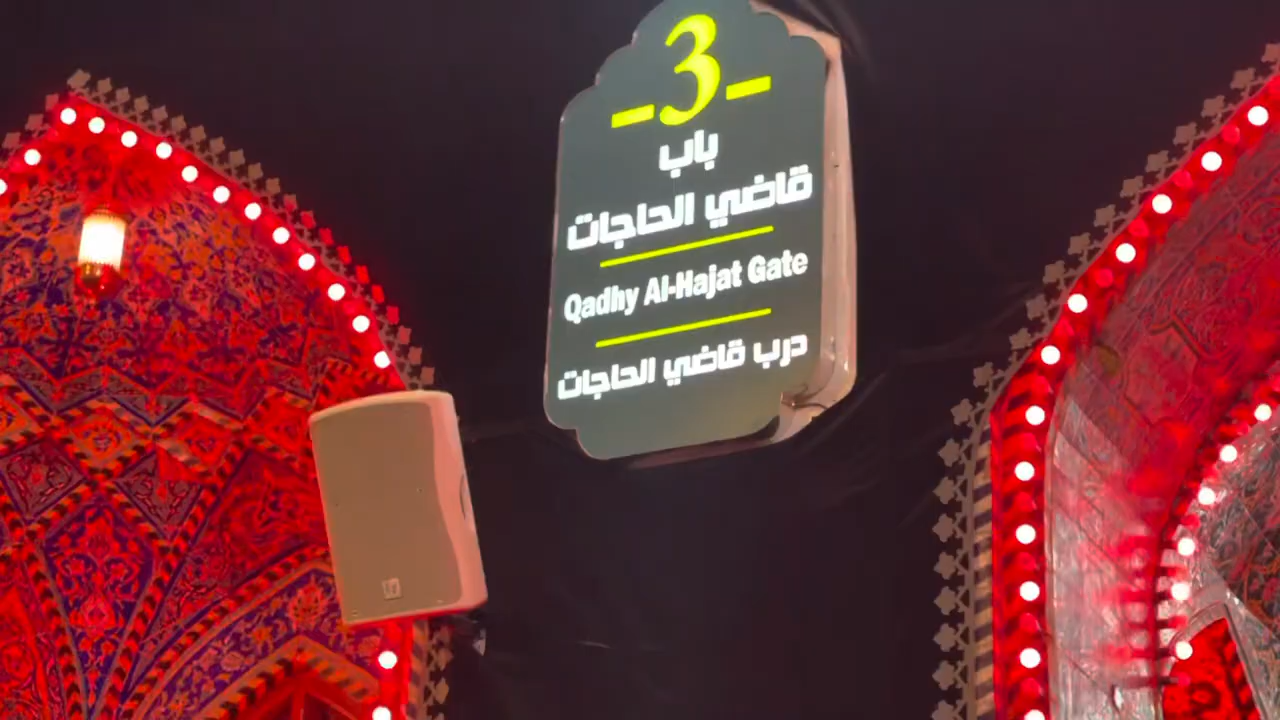 -3-
باب
قاضي الحاجات
Qadhy Al-Hajat Gate
درب قاضي الحاجات